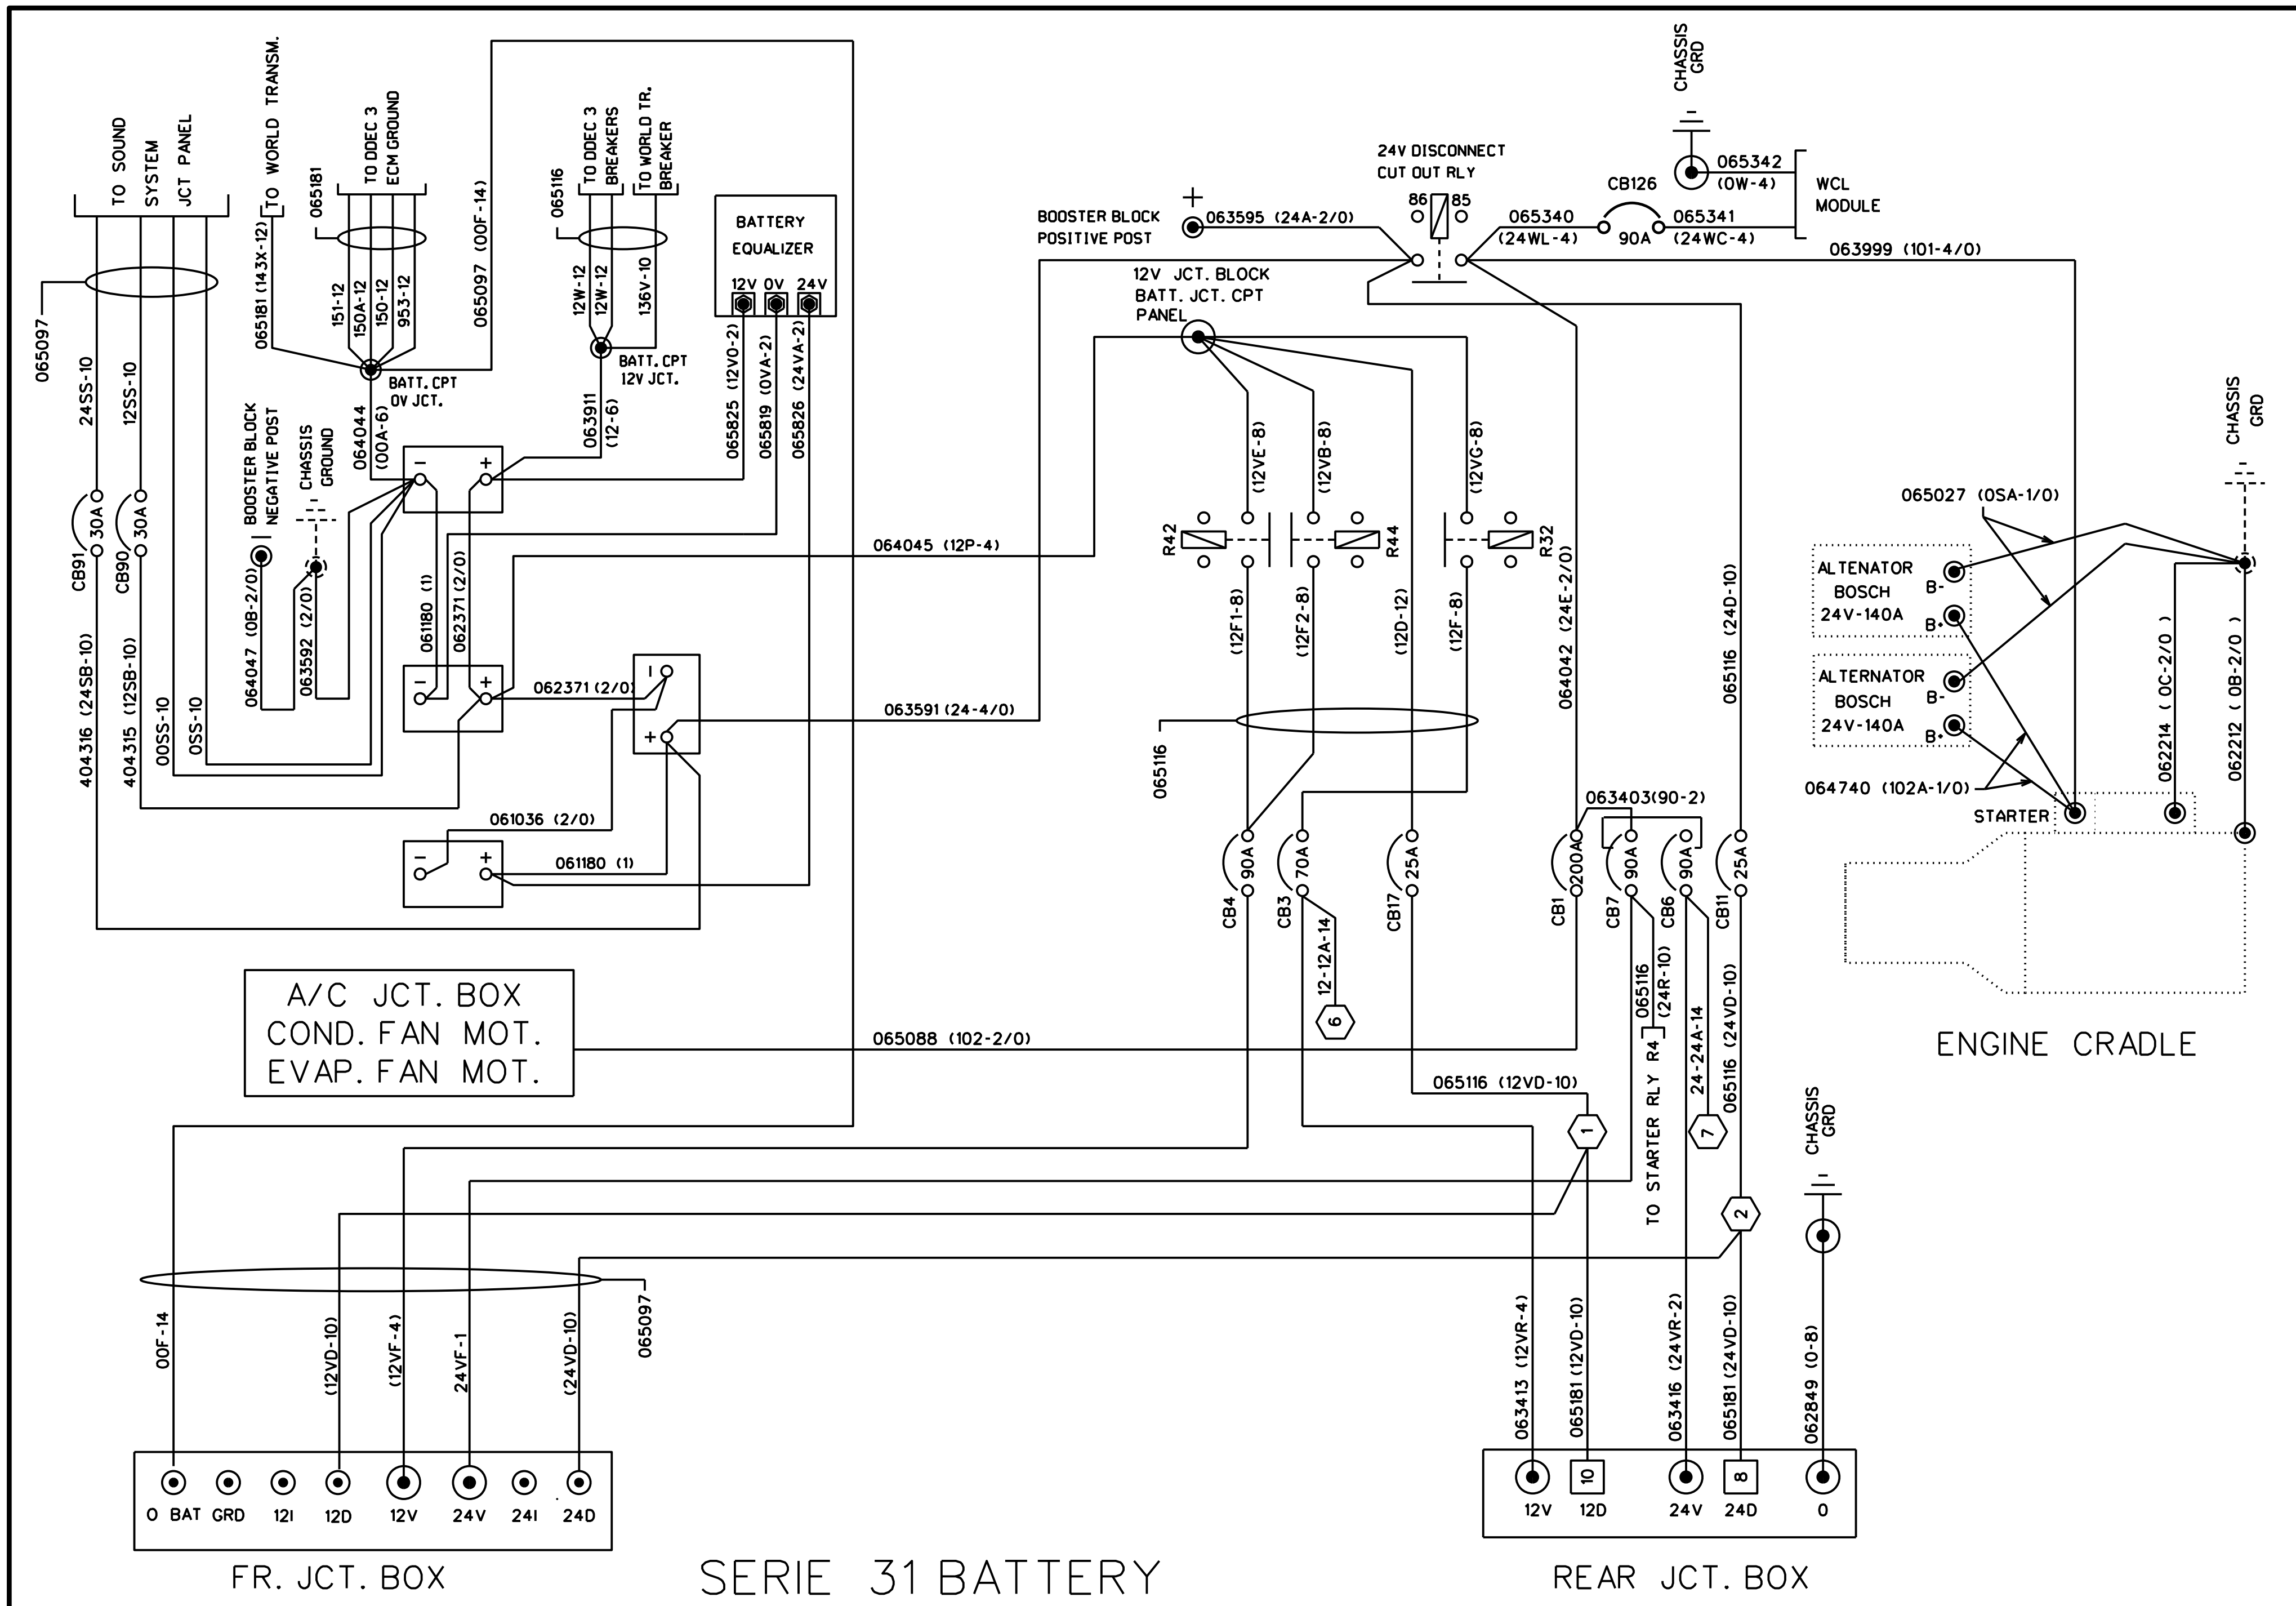 TO SOUND
SYSTEM
JCT PANEL
TO WORLD TRANSM.
065181 (143X-12)
065181
TO DDEC 3
ECM GROUND
065097 (00F-14)
065116
TO DDEC 3
BREAKERS
TO WORLD TR.
BREAKER
BATTERY
EQUALIZER
12V 0V 24V
065097
24SS-10
12SS-10
151-12
150A-12
150-12
953-12
12W-12
12W-12
136V-10
BATT. CPT
0V JCT.
BATT. CPT
12V JCT.
064044
(00A-6)
063911
(12-6)
065825 (12VO-2)
065819 (0VA-2)
065826 (24VA-2)
BOOSTER BLOCK
NEGATIVE POST
CHASSIS
GROUND
− +
CB91
30A
CB90
30A
404316 (24SB-10)
404315 (12SB-10)
00SS-10
0SS-10
064047 (0B-2/0)
063592 (2/0)
061180 (1)
062371 (2/0)
− +
062371 (2/0)
−
+
061036 (2/0)
− +
061180 (1)
064045 (12P-4)
063591 (24-4/0)
BOOSTER BLOCK
POSITIVE POST
+
063595 (24A-2/0)
24V DISCONNECT
CUT OUT RLY
86 85
CHASSIS
GRD
065342
(0W-4)
CB126
90A
065340
(24WL-4)
065341
(24WC-4)
WCL
MODULE
063999 (101-4/0)
12V JCT. BLOCK
BATT. JCT. CPT
PANEL
(12VE-8)
(12VB-8)
(12VG-8)
R42
R44
R32
(12F1-8)
(12F2-8)
(12D-12)
(12F-8)
064042 (24E-2/0)
065116 (24D-10)
065116
063403(90-2)
CB4
90A
CB3
70A
CB17
25A
CB1
200A
CB7
90A
CB6
90A
CB11
25A
12-12A-14
6
065116
(24R-10)
TO STARTER RLY R4
24-24A-14
7
065116 (24VD-10)
065116 (12VD-10)
1
2
065027 (0SA-1/0)
CHASSIS
GRD
ALTENATOR
BOSCH
24V-140A
B-
B+
ALTERNATOR
BOSCH
24V-140A
B-
B+
064740 (102A-1/0)
STARTER
062214 ( 0C-2/0 )
062212 ( 0B-2/0 )
ENGINE CRADLE
A/C JCT. BOX
COND. FAN MOT.
EVAP. FAN MOT.
065088 (102-2/0)
CHASSIS
GRD
00F-14
(12VD-10)
(12VF-4)
24VF-1
(24VD-10)
065097
063413 (12VR-4)
065181 (12VD-10)
063416 (24VR-2)
065181 (24VD-10)
062849 (0-8)
0 BAT GRD 12I 12D 12V 24V 24I 24D
10
8
12V 12D 24V 24D 0
FR. JCT. BOX
SERIE 31 BATTERY
REAR JCT. BOX